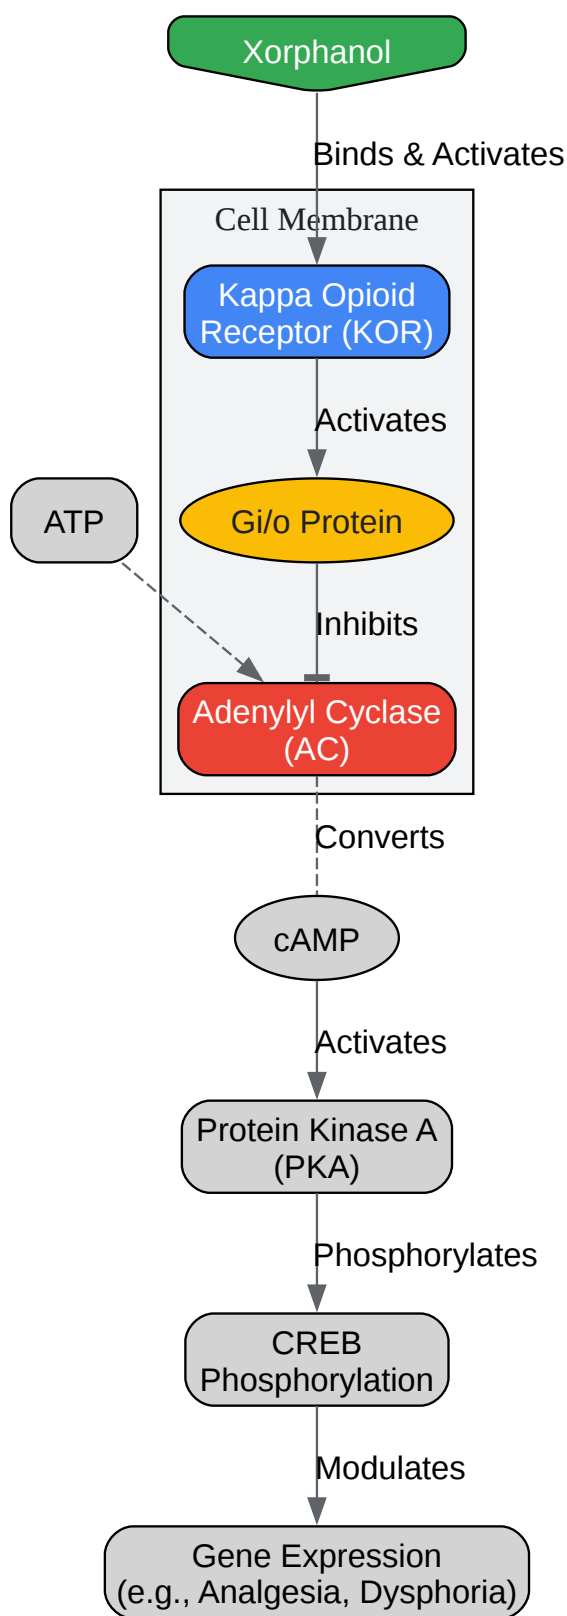 Xorphanol
Binds & Activates
Cell Membrane
Kappa Opioid
Receptor (KOR)
Activates
ATP
Gi/o Protein
Inhibits
Adenylyl Cyclase
(AC)
Converts
cAMP
Activates
Protein Kinase A
(PKA)
Phosphorylates
CREB
Phosphorylation
Modulates
Gene Expression
(e.g., Analgesia, Dysphoria)